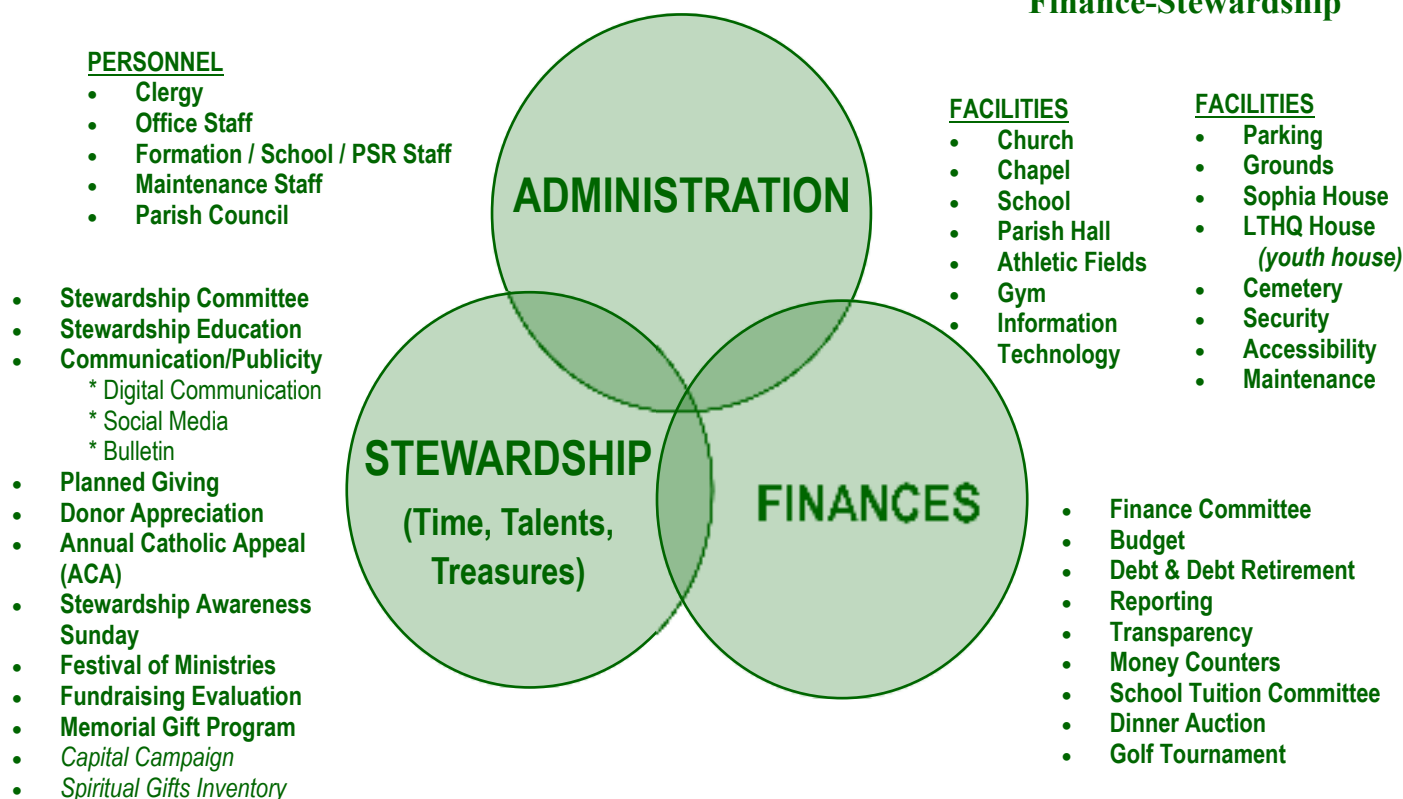 Finance-Stewardship
PERSONNEL
• Clergy
• Office Staff
• Formation / School / PSR Staff
• Maintenance Staff
• Parish Council
FACILITIES
• Church
• Chapel
• School
• Parish Hall
• Athletic Fields
• Gym
• Information
Technology
FACILITIES
• Parking
• Grounds
• Sophia House
• LTHQ House
(youth house)
• Cemetery
• Security
• Accessibility
• Maintenance
ADMINISTRATION
• Stewardship Committee
• Stewardship Education
• Communication/Publicity
* Digital Communication
* Social Media
* Bulletin
• Planned Giving
• Donor Appreciation
• Annual Catholic Appeal
(ACA)
• Stewardship Awareness
Sunday
• Festival of Ministries
• Fundraising Evaluation
• Memorial Gift Program
• Capital Campaign
• Spiritual Gifts Inventory
STEWARDSHIP
(Time, Talents,
Treasures)
FINANCES
• Finance Committee
• Budget
• Debt & Debt Retirement
• Reporting
• Transparency
• Money Counters
• School Tuition Committee
• Dinner Auction
• Golf Tournament